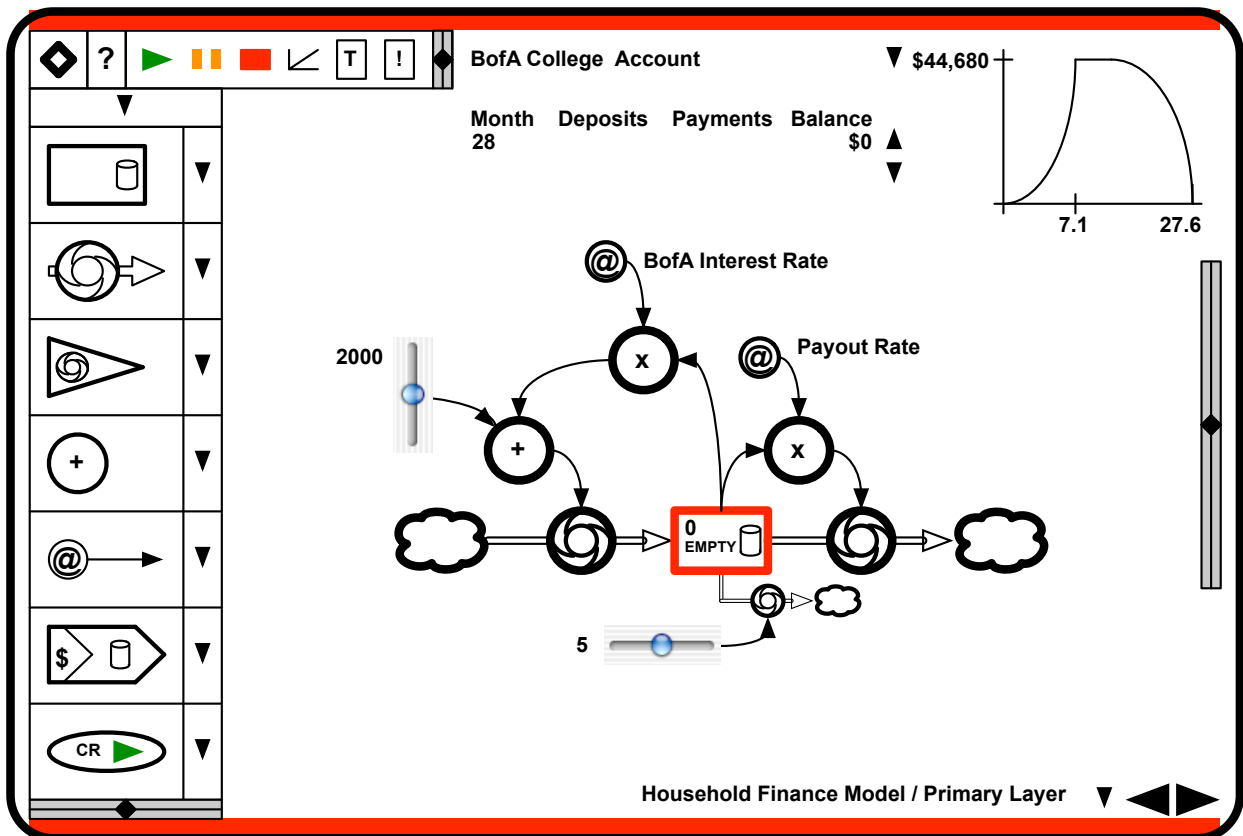 ? T ! BofA College Account $44,680
Month Deposits Payments Balance
28 $0
7.1 27.6
@ BofA Interest Rate
2000 x @ Payout Rate
+ + x
0
EMPTY
@
5
$
CR
Household Finance Model / Primary Layer